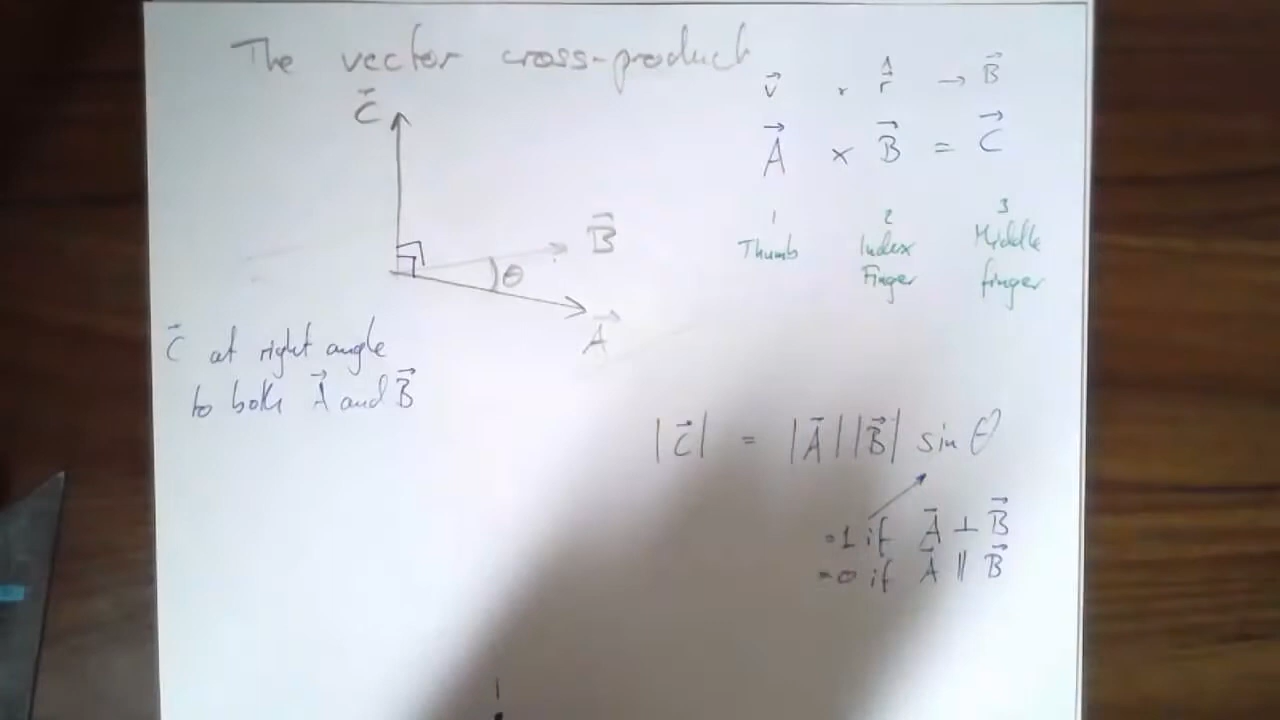 The vector cross-product
v⃗ × r̂ → B⃗
A⃗ × B⃗ = C⃗
1 2 3
Thumb Index Finger Middle finger
C⃗
B⃗
θ
A⃗
C⃗ at right angle
to both A⃗ and B⃗
|C⃗| = |A⃗||B⃗| sin θ
=1 if A⃗ ⊥ B⃗
=0 if A⃗ ∥ B⃗